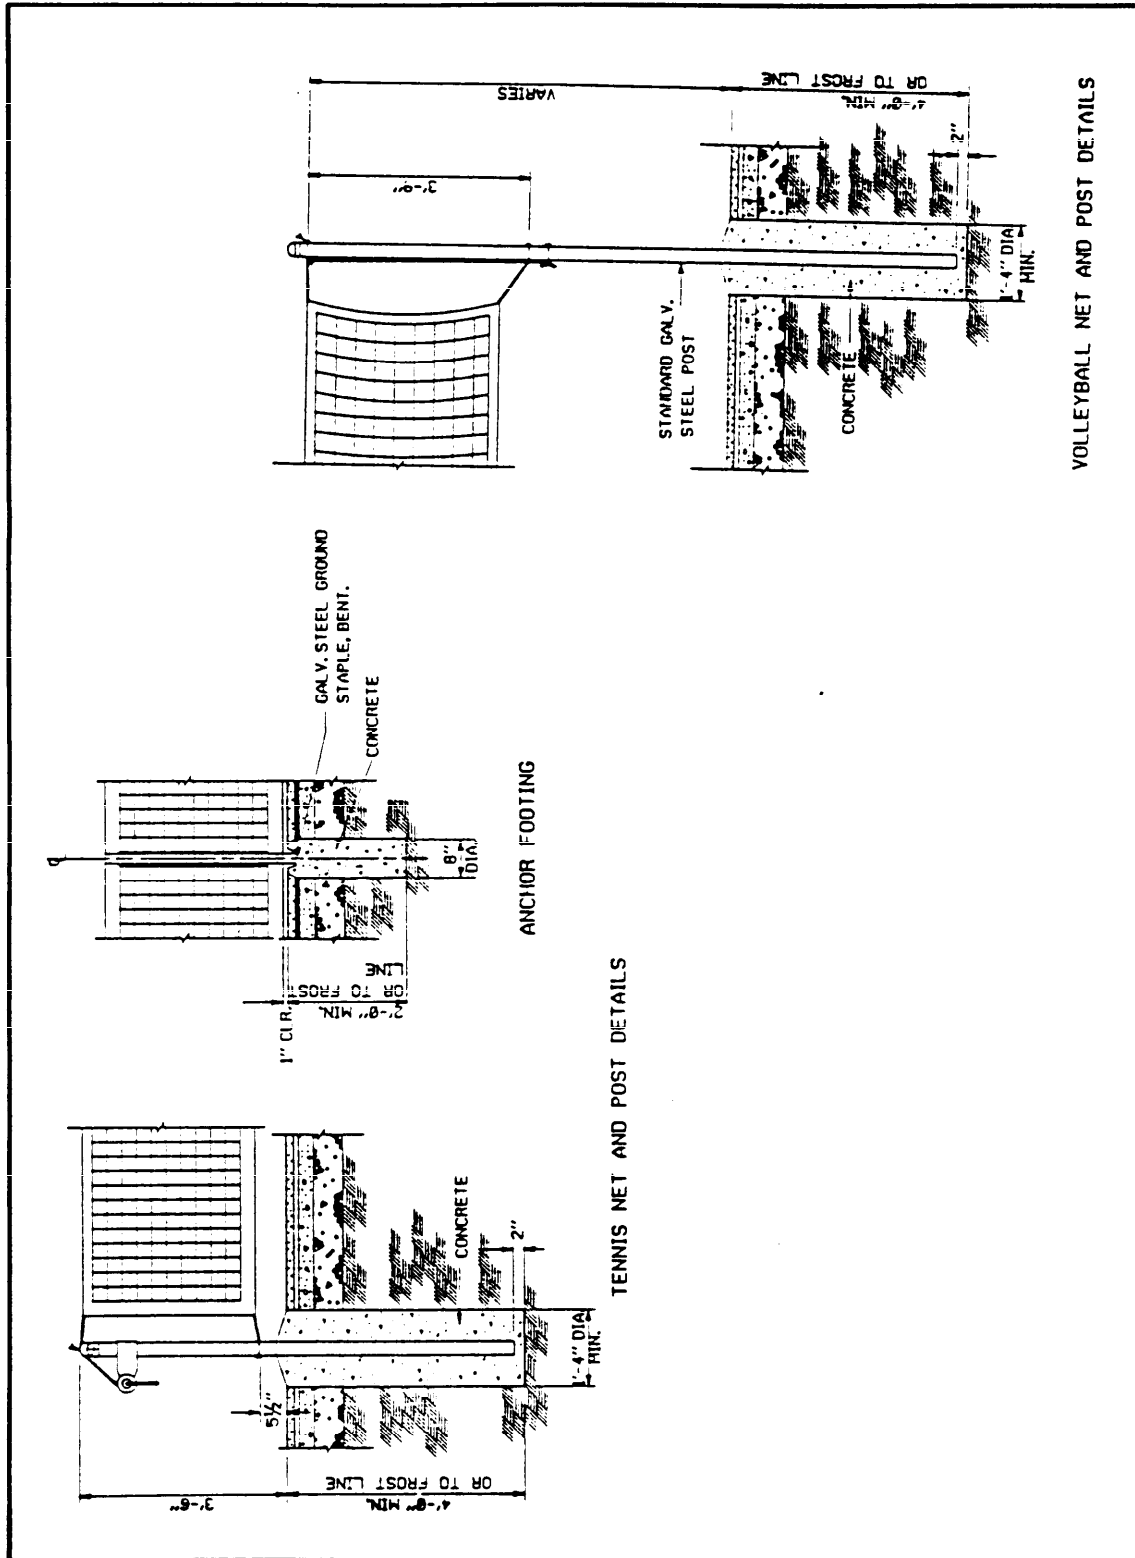 3'-6"
4'-0" MIN.
OR TO FROST LINE
5½"
1'-4" DIA.
MIN.
2"
CONCRETE
TENNIS NET AND POST DETAILS
1" CLR.
2'-0" MIN.
OR TO FROST
LINE
8"
DIA.
GALV. STEEL GROUND
STAPLE, BENT.
CONCRETE
ANCHOR FOOTING
3'-9"
VARIES
4'-0" MIN.
OR TO FROST LINE
STANDARD GALV.
STEEL POST
CONCRETE
1'-4" DIA.
MIN.
2"
VOLLEYBALL NET AND POST DETAILS